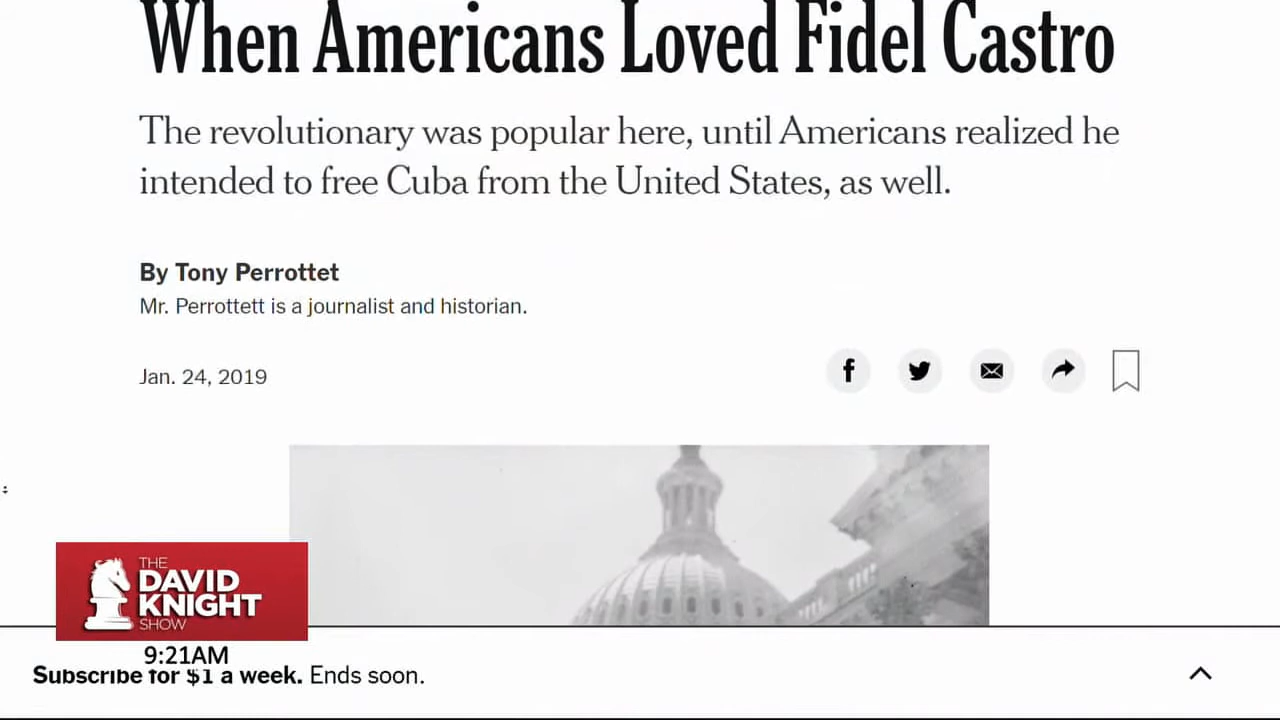 When Americans Loved Fidel Castro
The revolutionary was popular here, until Americans realized he
intended to free Cuba from the United States, as well.
By Tony Perrottet
Mr. Perrottett is a journalist and historian.
Jan. 24, 2019
THE
DAVID
KNIGHT
SHOW
9:21AM
Subscribe for $1 a week. Ends soon.